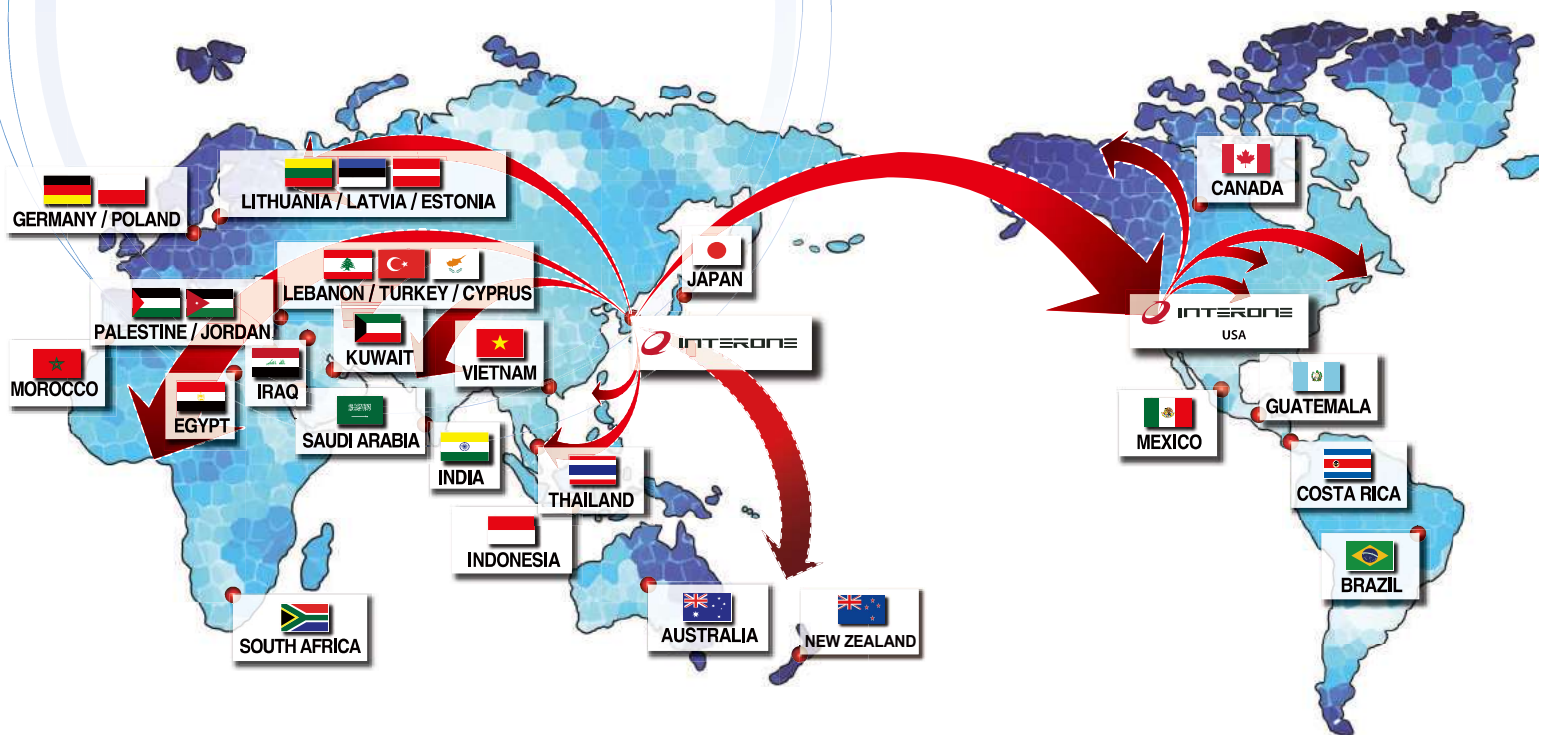 CANADA
GERMANY / POLAND
LITHUANIA / LATVIA / ESTONIA
JAPAN
LEBANON / TURKEY / CYPRUS
PALESTINE / JORDAN
INTERONE
USA
INTERONE
KUWAIT
VIETNAM
MOROCCO
IRAQ
EGYPT
SAUDI ARABIA
INDIA
THAILAND
INDONESIA
MEXICO
GUATEMALA
COSTA RICA
BRAZIL
SOUTH AFRICA
AUSTRALIA
NEW ZEALAND